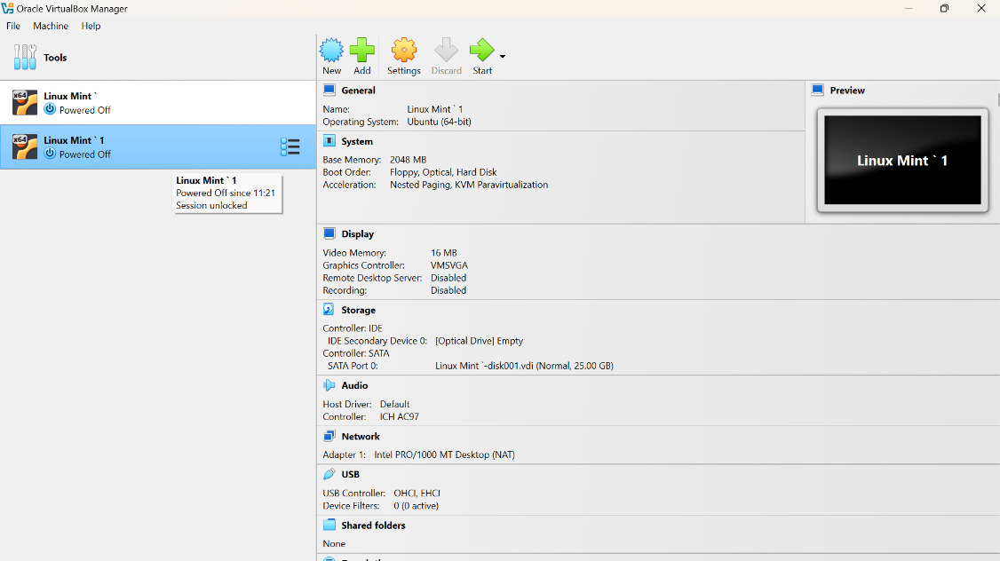 Oracle VirtualBox Manager
File Machine Help
Tools
New Add Settings Discard Start
x64 Linux Mint `
Powered Off
x64 Linux Mint ` 1
Powered Off
Linux Mint ` 1
Powered Off since 11:21
Session unlocked
General
Name: Linux Mint ` 1
Operating System: Ubuntu (64-bit)
Preview
Linux Mint ` 1
System
Base Memory: 2048 MB
Boot Order: Floppy, Optical, Hard Disk
Acceleration: Nested Paging, KVM Paravirtualization
Display
Video Memory: 16 MB
Graphics Controller: VMSVGA
Remote Desktop Server: Disabled
Recording: Disabled
Storage
Controller: IDE
IDE Secondary Device 0: [Optical Drive] Empty
Controller: SATA
SATA Port 0: Linux Mint `-disk001.vdi (Normal, 25.00 GB)
Audio
Host Driver: Default
Controller: ICH AC97
Network
Adapter 1: Intel PRO/1000 MT Desktop (NAT)
USB
USB Controller: OHCI, EHCI
Device Filters: 0 (0 active)
Shared folders
None